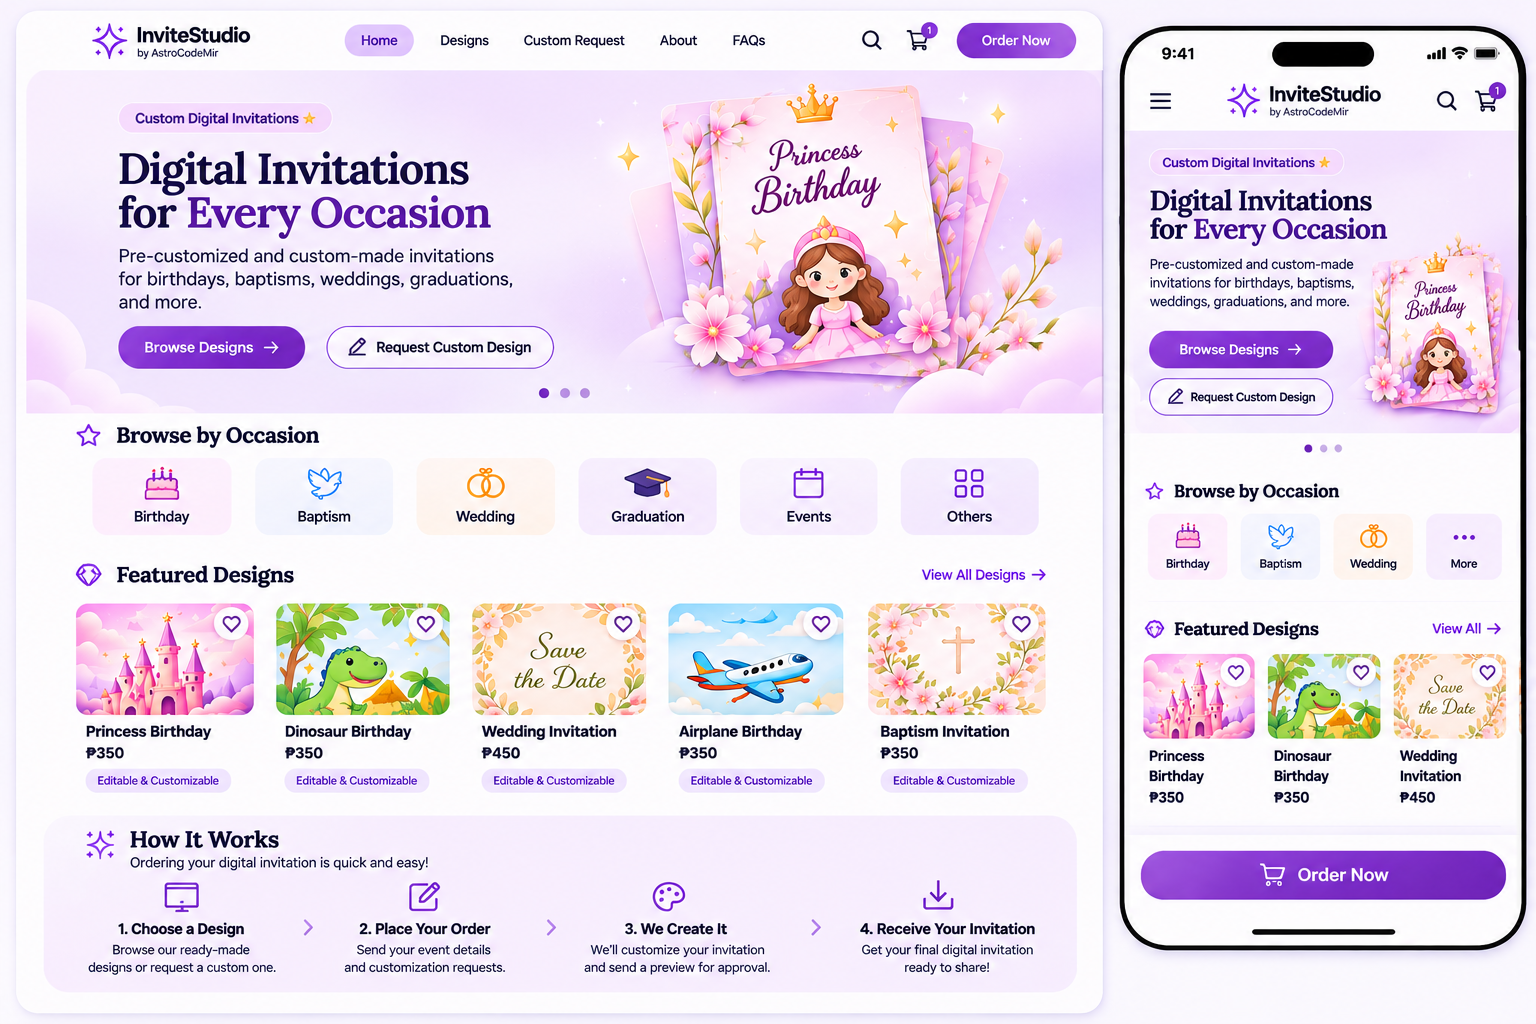 InviteStudio
by AstroCodeMir
Home
Designs
Custom Request
About
FAQs
1
Order Now
Custom Digital Invitations
Digital Invitations
for Every Occasion
Pre-customized and custom-made invitations
for birthdays, baptisms, weddings, graduations,
and more.
Browse Designs →
Request Custom Design
Princess
Birthday
Browse by Occasion
Birthday
Baptism
Wedding
Graduation
Events
Others
Featured Designs
View All Designs →
Save
the Date
Princess Birthday
₱350
Editable & Customizable
Dinosaur Birthday
₱350
Editable & Customizable
Wedding Invitation
₱450
Editable & Customizable
Airplane Birthday
₱350
Editable & Customizable
Baptism Invitation
₱350
Editable & Customizable
How It Works
Ordering your digital invitation is quick and easy!
1. Choose a Design
Browse our ready-made
designs or request a custom one.
2. Place Your Order
Send your event details
and customization requests.
3. We Create It
We'll customize your invitation
and send a preview for approval.
4. Receive Your Invitation
Get your final digital invitation
ready to share!
9:41
InviteStudio
by AstroCodeMir
1
Custom Digital Invitations
Digital Invitations
for Every Occasion
Pre-customized and custom-made
invitations for birthdays, baptisms,
weddings, graduations, and more.
Browse Designs →
Request Custom Design
Princess
Birthday
Browse by Occasion
Birthday
Baptism
Wedding
More
Featured Designs
View All →
Save
the Date
Princess
Birthday
₱350
Dinosaur
Birthday
₱350
Wedding
Invitation
₱450
Order Now